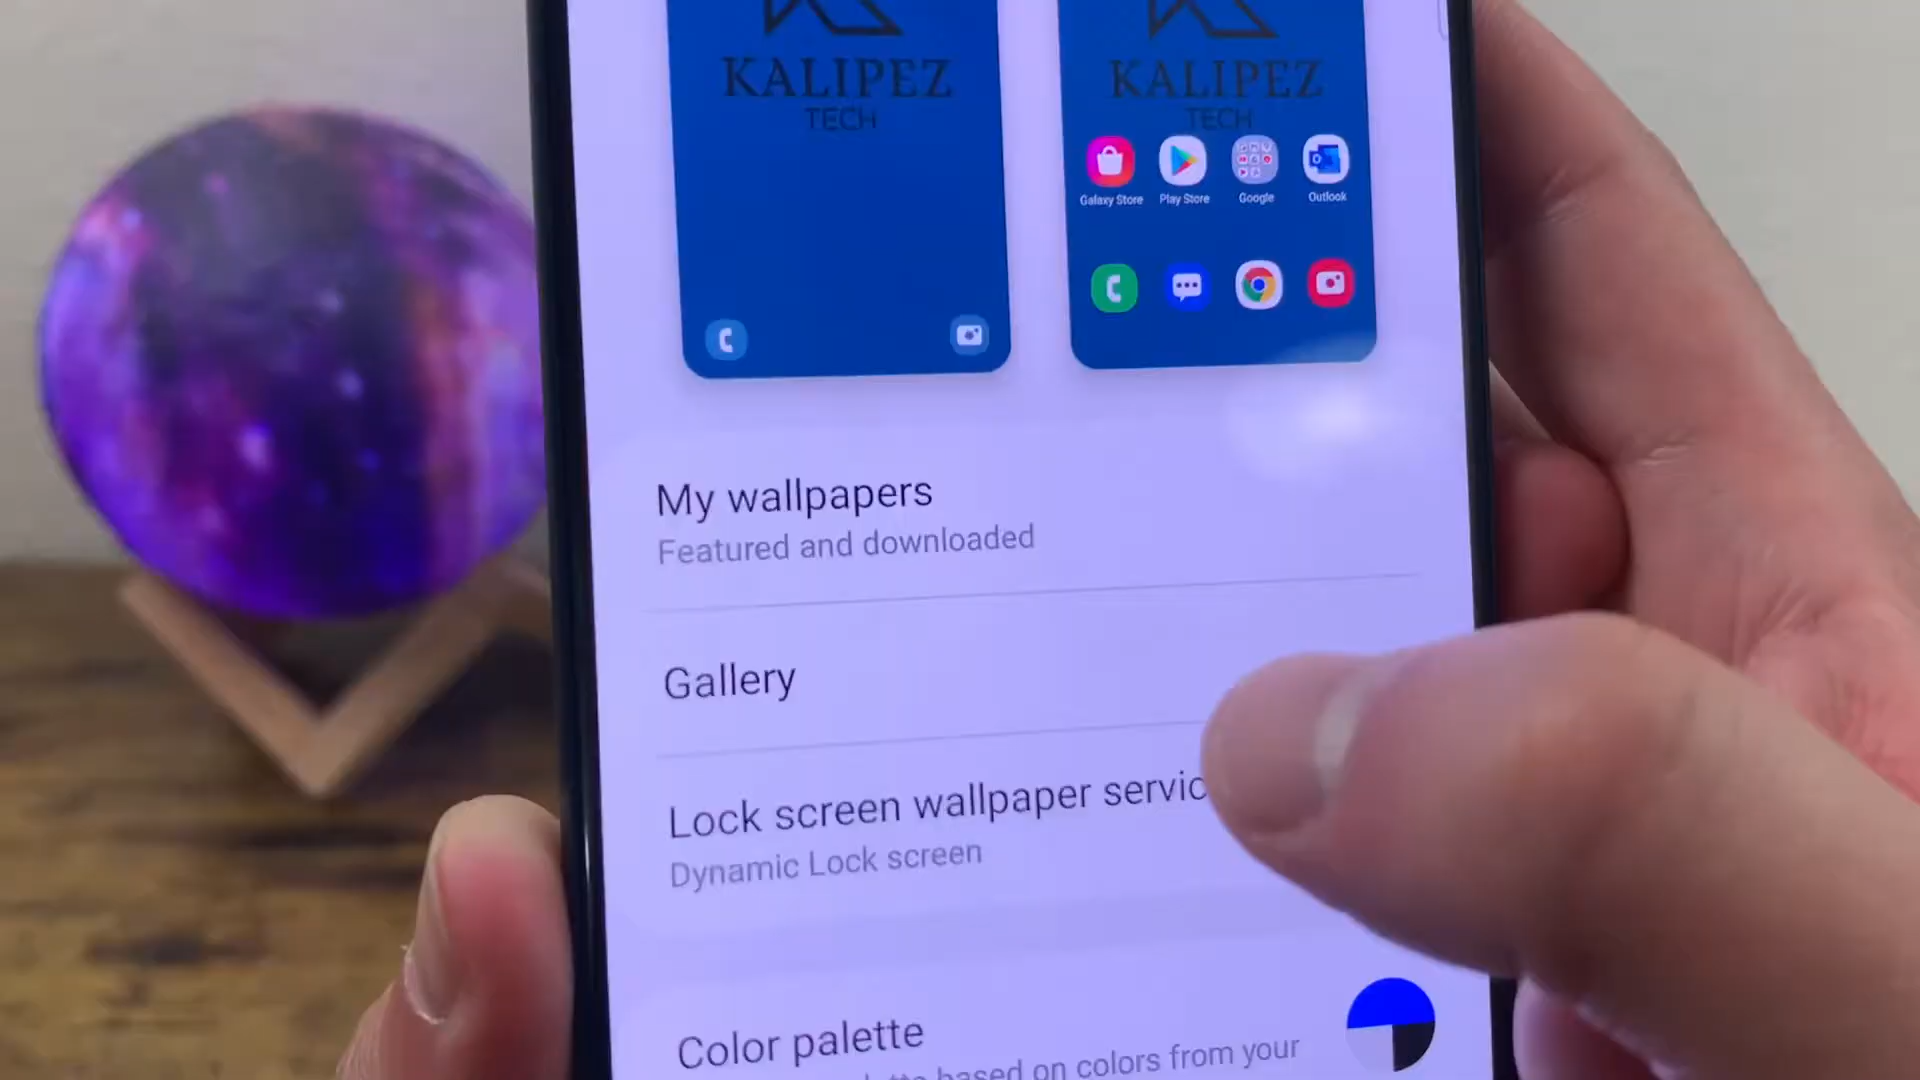 KALIPEZ
TECH
KALIPEZ
TECH
Galaxy Store
Play Store
Google
Outlook
My wallpapers
Featured and downloaded
Gallery
Lock screen wallpaper servic
Dynamic Lock screen
Color palette
based on colors from your